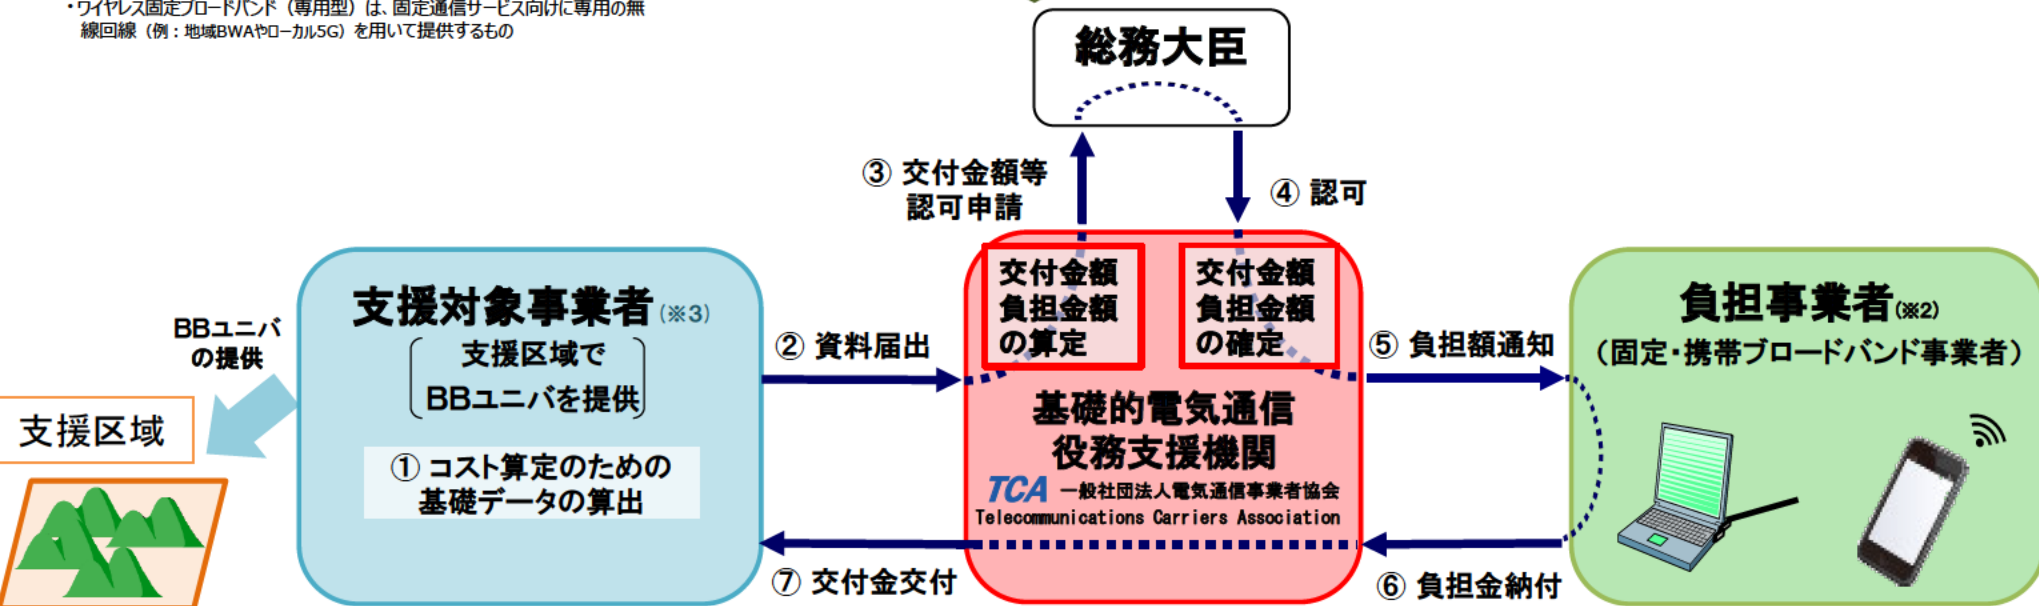 ・ワイヤレス固定ブロードバンド（専用型）は、固定通信サービス向けに専用の無
線回線（例：地域BWAやローカル5G）を用いて提供するもの
総務大臣
③ 交付金額等
認可申請
④ 認可
支援対象事業者(※3)
支援区域で
BBユニバを提供
① コスト算定のための
基礎データの算出
BBユニバ
の提供
支援区域
② 資料届出
交付金額
負担金額
の算定
交付金額
負担金額
の確定
基礎的電気通信
役務支援機関
TCA 一般社団法人電気通信事業者協会
Telecommunications Carriers Association
⑤ 負担額通知
負担事業者(※2)
（固定・携帯ブロードバンド事業者）
⑥ 負担金納付
⑦ 交付金交付